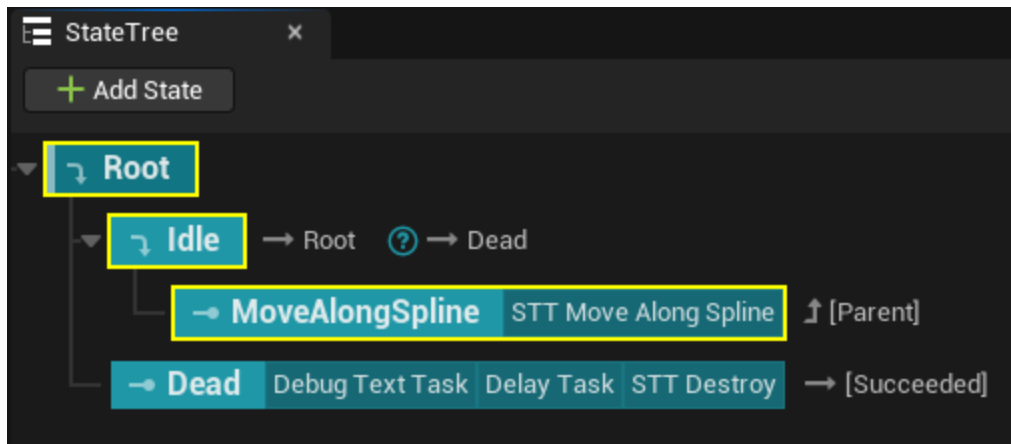 StateTree ×
+ Add State
Root
Idle → Root ? → Dead
MoveAlongSpline STT Move Along Spline [Parent]
Dead Debug Text Task Delay Task STT Destroy → [Succeeded]